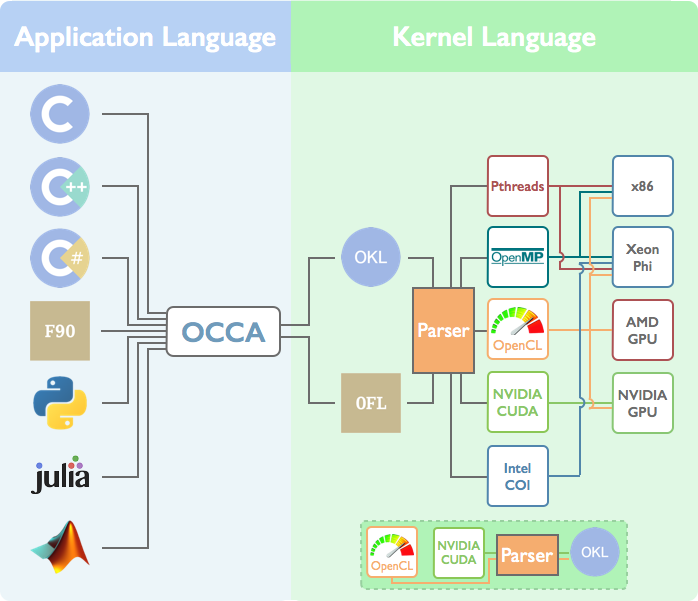 Application Language
Kernel Language
C
C++
C#
F90
julia
OCCA
OKL
OFL
Parser
Pthreads
OpenMP
OpenCL
NVIDIA
CUDA
Intel
COI
x86
Xeon
Phi
AMD
GPU
NVIDIA
GPU
OpenCL
NVIDIA
CUDA
Parser
OKL